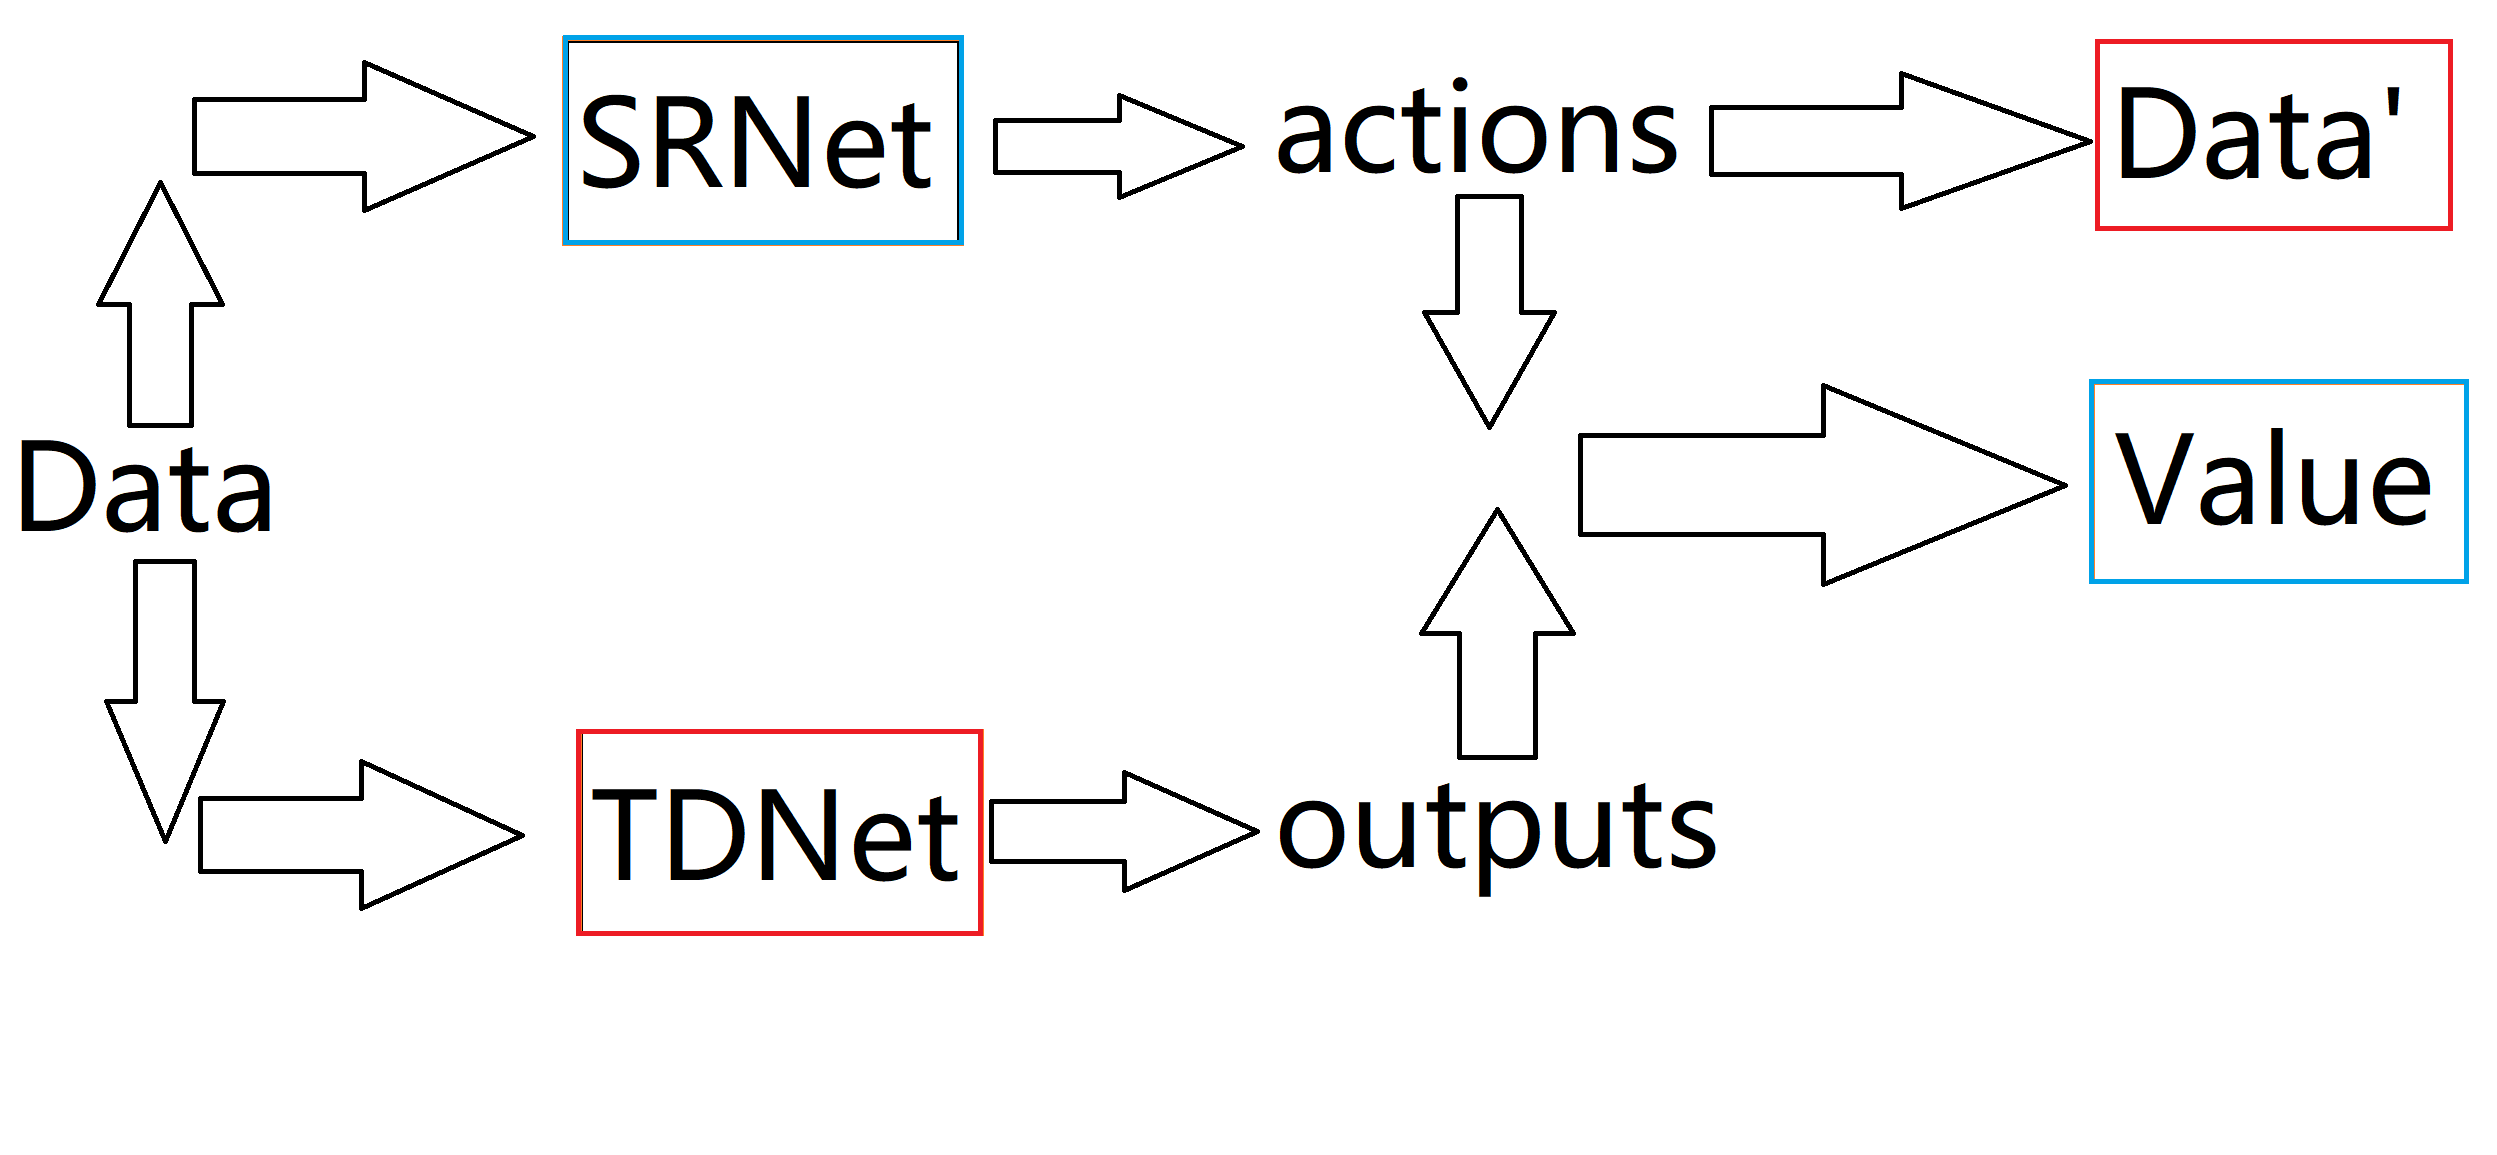 SRNet
actions
Data'
Data
Value
TDNet
outputs